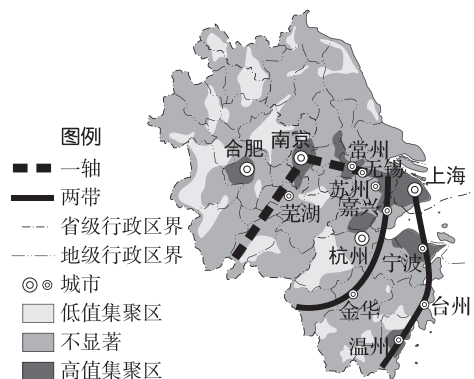 图例
一轴
两带
省级行政区界
地级行政区界
城市
低值集聚区
不显著
高值集聚区
合肥
南京
常州
无锡
苏州
上海
芜湖
嘉兴
杭州
宁波
金华
台州
温州